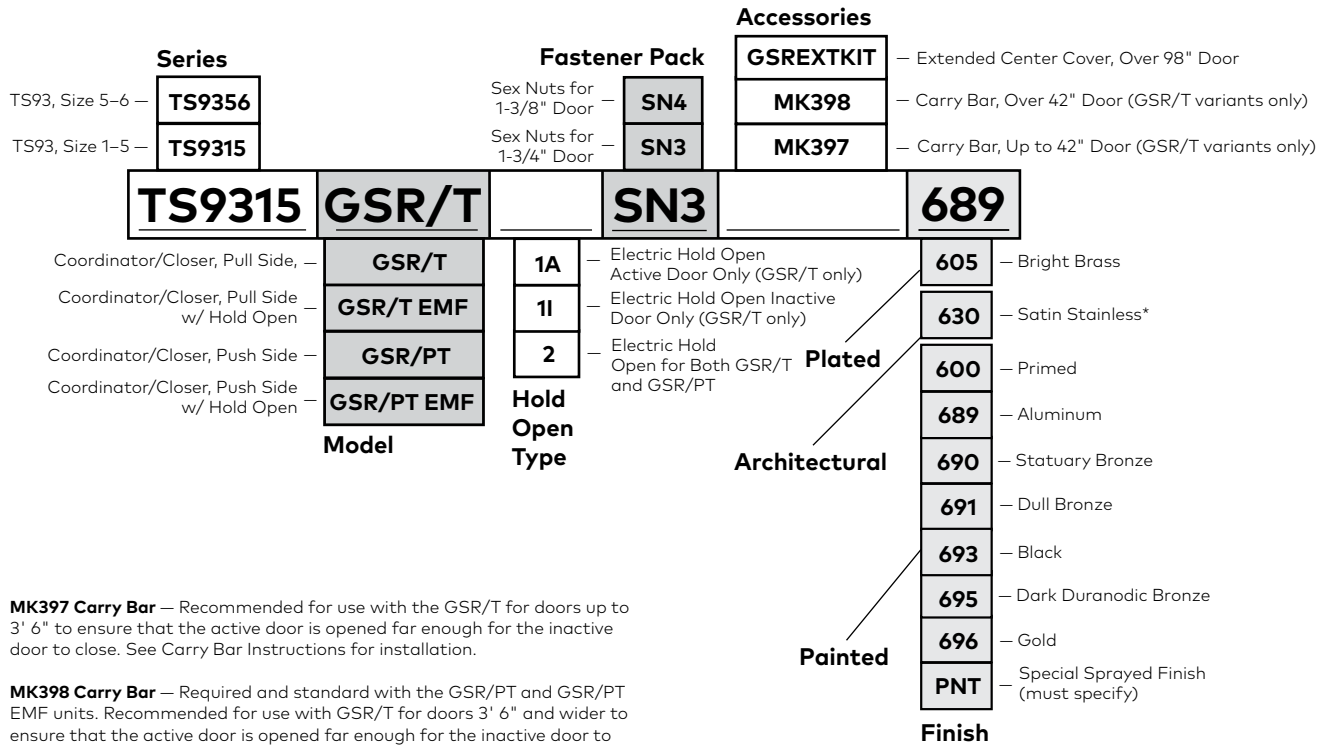 Accessories
GSREXTKIT — Extended Center Cover, Over 98" Door
MK398 — Carry Bar, Over 42" Door (GSR/T variants only)
MK397 — Carry Bar, Up to 42" Door (GSR/T variants only)
Series
TS93, Size 5–6 — TS9356
TS93, Size 1–5 — TS9315
Fastener Pack
Sex Nuts for
1-3/8" Door — SN4
Sex Nuts for
1-3/4" Door — SN3
TS9315 GSR/T SN3 689
Coordinator/Closer, Pull Side, — GSR/T
Coordinator/Closer, Pull Side
w/ Hold Open — GSR/T EMF
Coordinator/Closer, Push Side — GSR/PT
Coordinator/Closer, Push Side
w/ Hold Open — GSR/PT EMF
Model
1A — Electric Hold Open
Active Door Only (GSR/T only)
1I — Electric Hold Open Inactive
Door Only (GSR/T only)
2 — Electric Hold
Open for Both GSR/T
and GSR/PT
Hold
Open
Type
Plated
Architectural
Painted
605 — Bright Brass
630 — Satin Stainless*
600 — Primed
689 — Aluminum
690 — Statuary Bronze
691 — Dull Bronze
693 — Black
695 — Dark Duranodic Bronze
696 — Gold
PNT — Special Sprayed Finish
(must specify)
Finish
MK397 Carry Bar — Recommended for use with the GSR/T for doors up to
3' 6" to ensure that the active door is opened far enough for the inactive
door to close. See Carry Bar Instructions for installation.
MK398 Carry Bar — Required and standard with the GSR/PT and GSR/PT
EMF units. Recommended for use with GSR/T for doors 3' 6" and wider to
ensure that the active door is opened far enough for the inactive door to